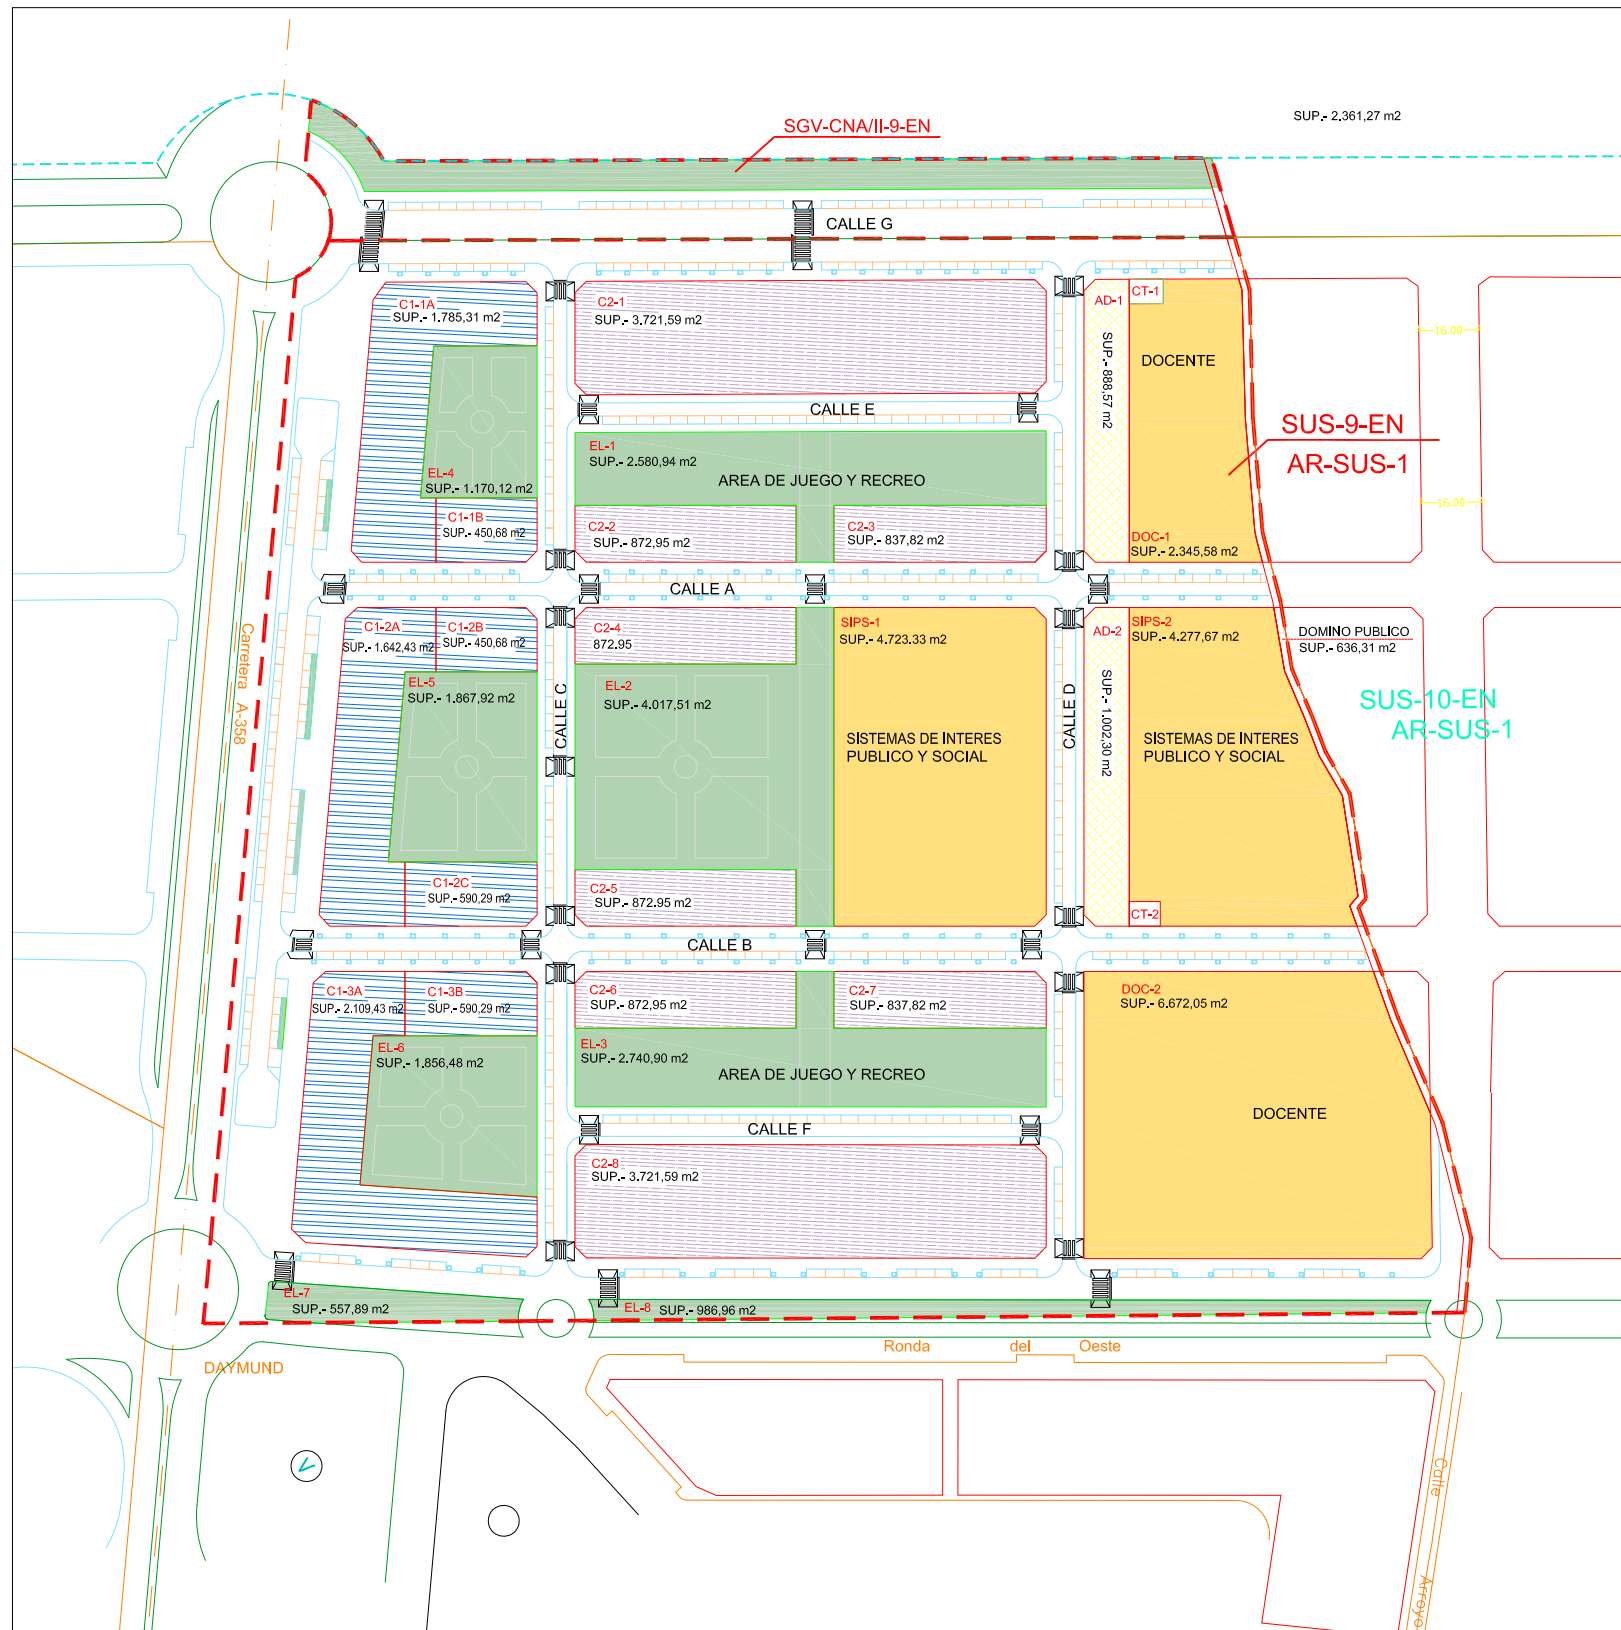 SUP.- 2.361,27 m2
SGV-CNA/II-9-EN
CALLE G
C1-1A
SUP.- 1.785,31 m2
C2-1
SUP.- 3.721,59 m2
AD-1
SUP.- 888,57 m2
CT-1
DOCENTE
16.00
CALLE E
SUS-9-EN
AR-SUS-1
EL-1
SUP.- 2.580,94 m2
AREA DE JUEGO Y RECREO
EL-4
SUP.- 1.170,12 m2
16.00
C1-1B
SUP.- 450,68 m2
C2-2
SUP.- 872,95 m2
C2-3
SUP.- 837,82 m2
DOC-1
SUP.- 2.345,58 m2
CALLE A
Carretera A-358
C1-2A
SUP.- 1.642,43 m2
C1-2B
SUP.- 450,68 m2
C2-4
872.95
SIPS-1
SUP.- 4.723.33 m2
AD-2
SUP.- 1.002,30 m2
SIPS-2
SUP.- 4.277,67 m2
DOMINO PUBLICO
SUP.- 636,31 m2
EL-5
SUP.- 1.867,92 m2
CALLE C
EL-2
SUP.- 4.017,51 m2
CALLE D
SUS-10-EN
AR-SUS-1
SISTEMAS DE INTERES
PUBLICO Y SOCIAL
SISTEMAS DE INTERES
PUBLICO Y SOCIAL
C1-2C
SUP.- 590,29 m2
C2-5
SUP.- 872.95 m2
CT-2
CALLE B
C1-3A
SUP.- 2.109,43 m2
C1-3B
SUP.- 590,29 m2
C2-6
SUP.- 872,95 m2
C2-7
SUP.- 837,82 m2
DOC-2
SUP.- 6.672,05 m2
EL-6
SUP.- 1.856,48 m2
EL-3
SUP.- 2.740,90 m2
AREA DE JUEGO Y RECREO
DOCENTE
CALLE F
C2-8
SUP.- 3.721,59 m2
EL-7
SUP.- 557,89 m2
EL-8 SUP.- 986,96 m2
Ronda del Oeste
DAYMUND
V
Calle
Arroyo